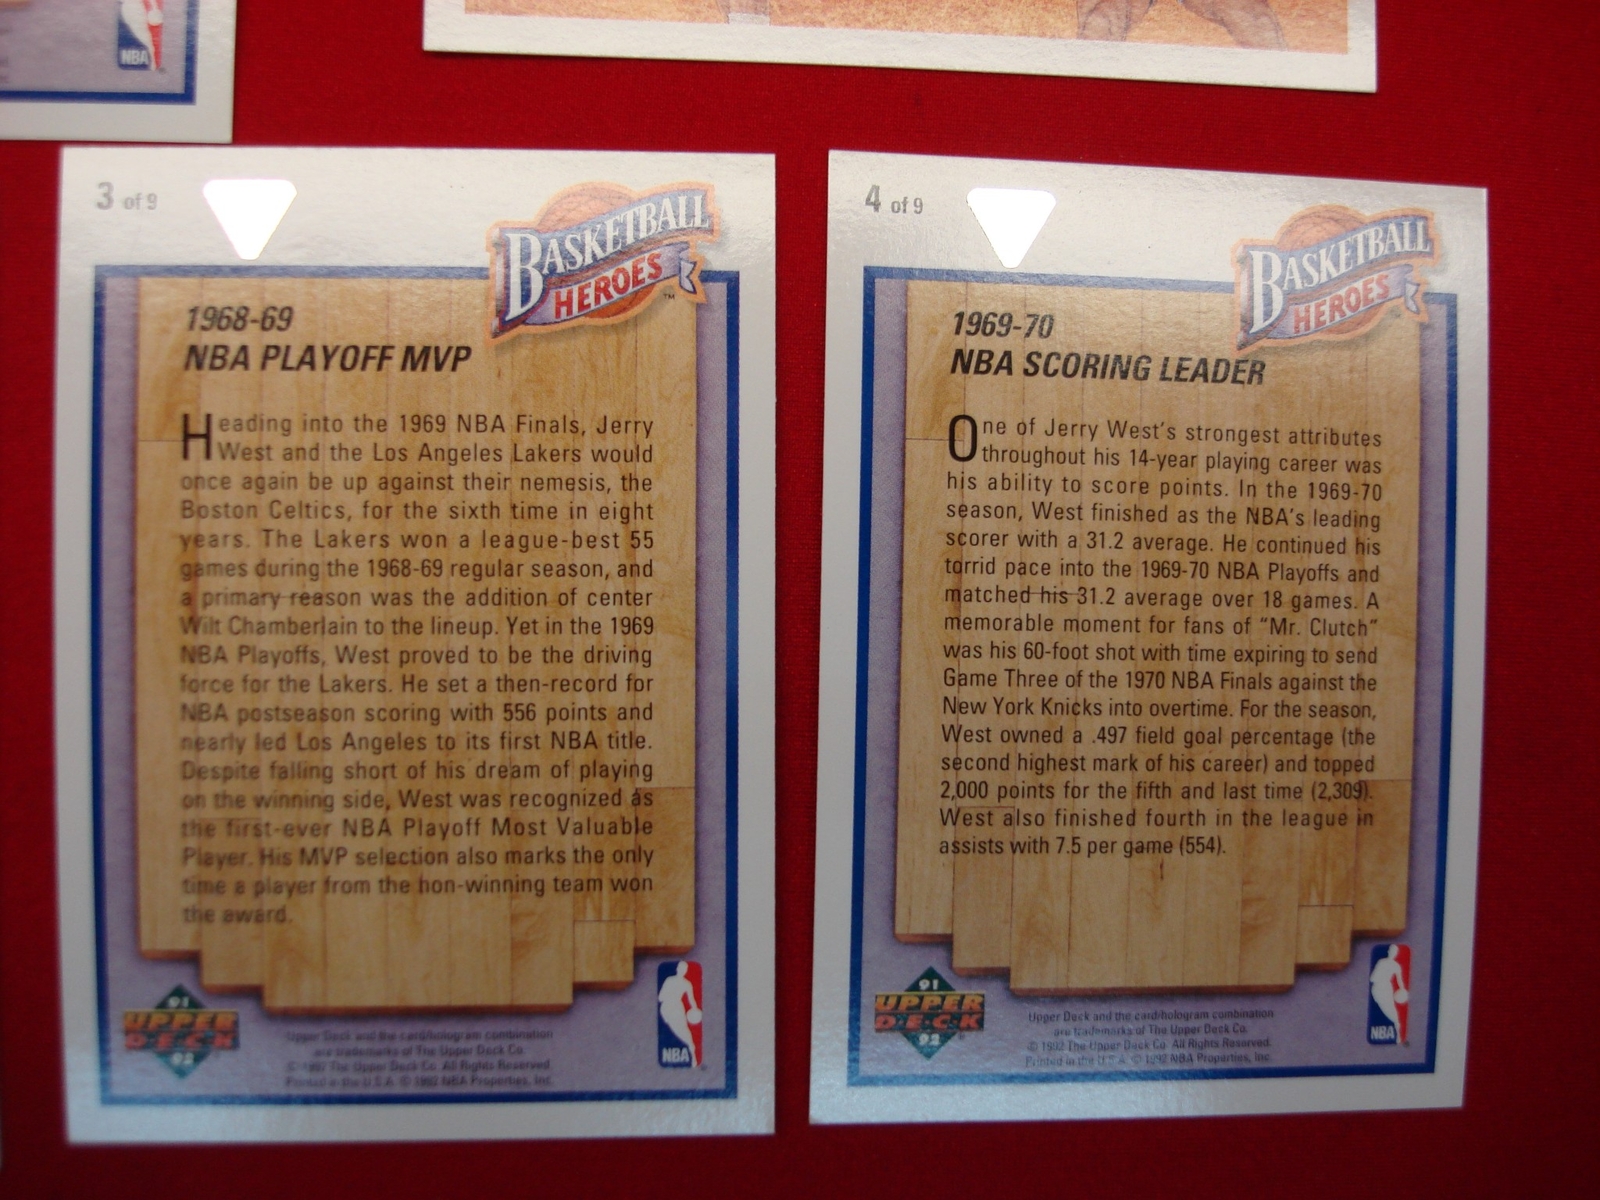 NBA
3 of 9
BASKETBALL
HEROES™
1968-69
NBA PLAYOFF MVP
Heading into the 1969 NBA Finals, Jerry
West and the Los Angeles Lakers would
once again be up against their nemesis, the
Boston Celtics, for the sixth time in eight
years. The Lakers won a league-best 55
games during the 1968-69 regular season, and
a primary reason was the addition of center
Wilt Chamberlain to the lineup. Yet in the 1969
NBA Playoffs, West proved to be the driving
force for the Lakers. He set a then-record for
NBA postseason scoring with 556 points and
nearly led Los Angeles to its first NBA title.
Despite falling short of his dream of playing
on the winning side, West was recognized as
the first-ever NBA Playoff Most Valuable
Player. His MVP selection also marks the only
time a player from the non-winning team won
the award.
91
UPPER
DECK
92
Upper Deck and the card/hologram combination
are trademarks of The Upper Deck Co.
© 1992 The Upper Deck Co. All Rights Reserved.
Printed in the U.S.A. © 1992 NBA Properties, Inc.
NBA
4 of 9
BASKETBALL
HEROES
1969-70
NBA SCORING LEADER
One of Jerry West's strongest attributes
throughout his 14-year playing career was
his ability to score points. In the 1969-70
season, West finished as the NBA's leading
scorer with a 31.2 average. He continued his
torrid pace into the 1969-70 NBA Playoffs and
matched his 31.2 average over 18 games. A
memorable moment for fans of "Mr. Clutch"
was his 60-foot shot with time expiring to send
Game Three of the 1970 NBA Finals against the
New York Knicks into overtime. For the season,
West owned a .497 field goal percentage (the
second highest mark of his career) and topped
2,000 points for the fifth and last time (2,309).
West also finished fourth in the league in
assists with 7.5 per game (554).
91
UPPER
DECK
92
Upper Deck and the card/hologram combination
are trademarks of The Upper Deck Co.
© 1992 The Upper Deck Co. All Rights Reserved.
Printed in the U.S.A. © 1992 NBA Properties, Inc.
NBA